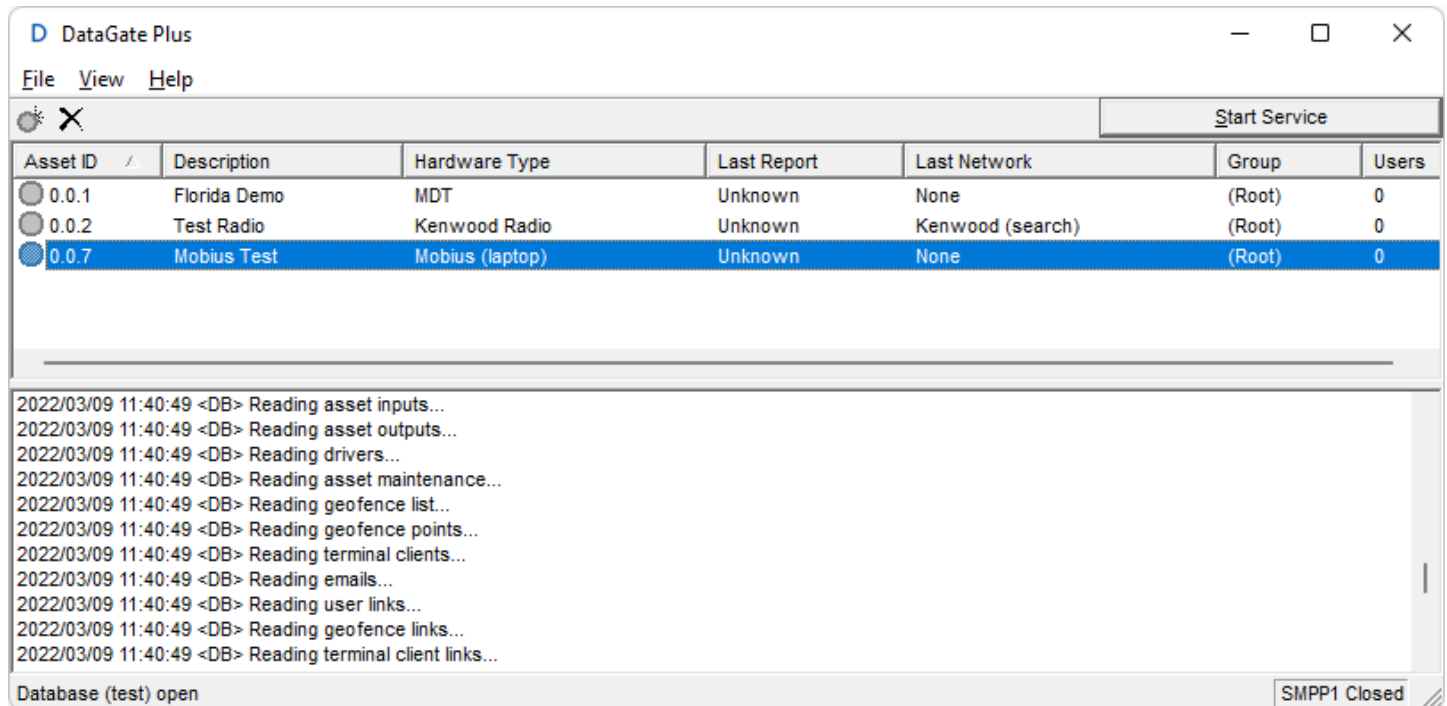 D DataGate Plus
File View Help
Start Service
Asset ID Description Hardware Type Last Report Last Network Group Users
0.0.1 Florida Demo MDT Unknown None (Root) 0
0.0.2 Test Radio Kenwood Radio Unknown Kenwood (search) (Root) 0
0.0.7 Mobius Test Mobius (laptop) Unknown None (Root) 0
2022/03/09 11:40:49 <DB> Reading asset inputs...
2022/03/09 11:40:49 <DB> Reading asset outputs...
2022/03/09 11:40:49 <DB> Reading drivers...
2022/03/09 11:40:49 <DB> Reading asset maintenance...
2022/03/09 11:40:49 <DB> Reading geofence list...
2022/03/09 11:40:49 <DB> Reading geofence points...
2022/03/09 11:40:49 <DB> Reading terminal clients...
2022/03/09 11:40:49 <DB> Reading emails...
2022/03/09 11:40:49 <DB> Reading user links...
2022/03/09 11:40:49 <DB> Reading geofence links...
2022/03/09 11:40:49 <DB> Reading terminal client links...
Database (test) open SMPP1 Closed